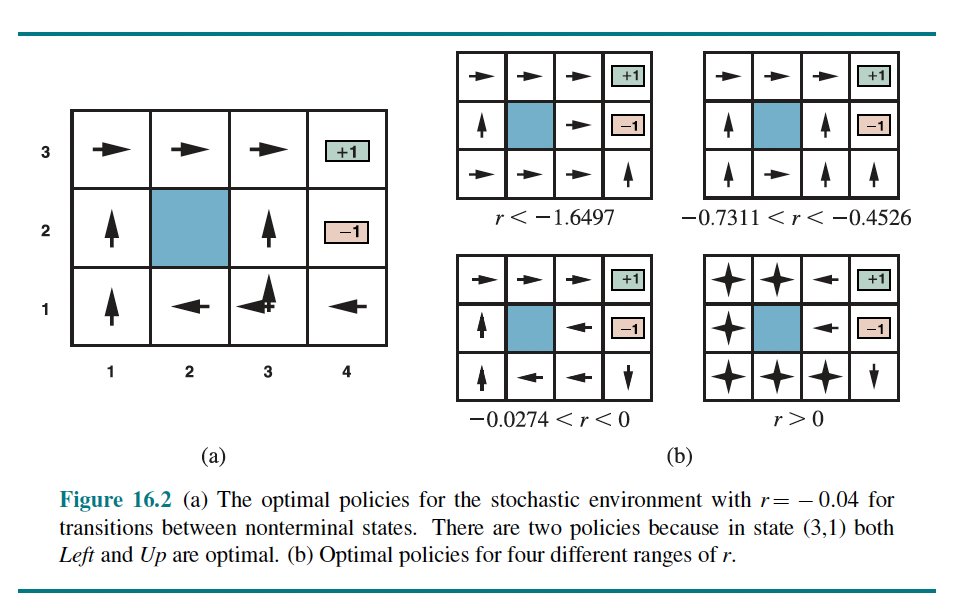 3
+1
2
−1
1
1 2 3 4
(a)
+1
−1
r < −1.6497
+1
−1
−0.7311 < r < −0.4526
+1
−1
−0.0274 < r < 0
+1
−1
r > 0
(b)
Figure 16.2 (a) The optimal policies for the stochastic environment with r = − 0.04 for
transitions between nonterminal states. There are two policies because in state (3,1) both
Left and Up are optimal. (b) Optimal policies for four different ranges of r.